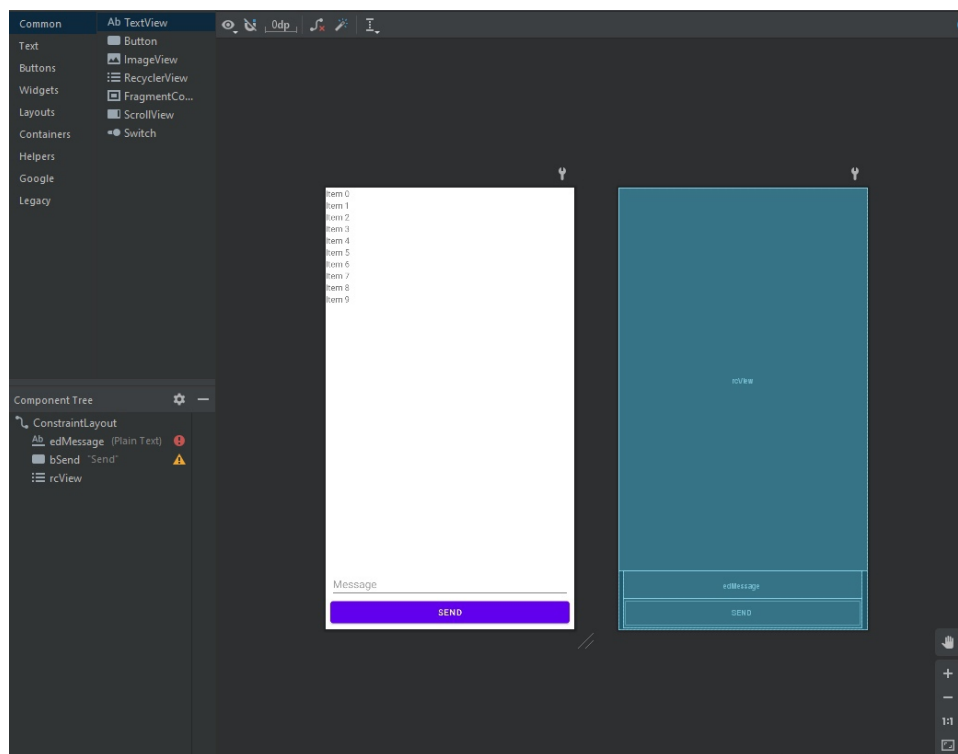 Common
Text
Buttons
Widgets
Layouts
Containers
Helpers
Google
Legacy
Ab TextView
Button
ImageView
RecyclerView
FragmentCo...
ScrollView
Switch
0dp
Component Tree
ConstraintLayout
Ab edMessage (Plain Text)
bSend "Send"
rcView
Item 0
Item 1
Item 2
Item 3
Item 4
Item 5
Item 6
Item 7
Item 8
Item 9
Message
SEND
rcView
edMessage
SEND
1:1